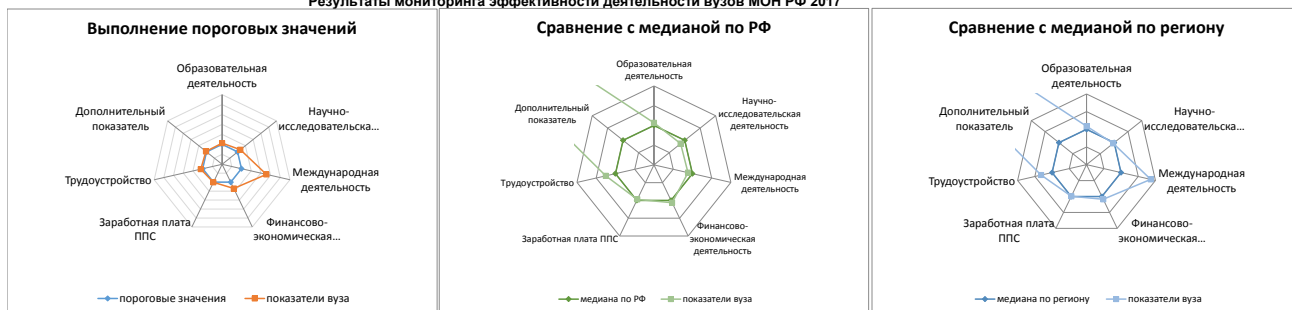 Результаты мониторинга эффективности деятельности вузов МОН РФ 2017
Выполнение пороговых значений
Образовательная
деятельность
Научно-
исследовательска...
Международная
деятельность
Финансово-
экономическая...
Заработная плата
ППС
Трудоустройство
Дополнительный
показатель
пороговые значения
показатели вуза
Сравнение с медианой по РФ
Образовательная
деятельность
Научно-
исследовательская
деятельность
Международная
деятельность
Финансово-
экономическая
деятельность
Заработная плата ППС
Трудоустройство
Дополнительный
показатель
медиана по РФ
показатели вуза
Сравнение с медианой по региону
Образовательная
деятельность
Научно-
исследовательска...
Международная
деятельность
Финансово-
экономическая...
Заработная плата
ППС
Трудоустройство
Дополнительный
показатель
медиана по региону
показатели вуза